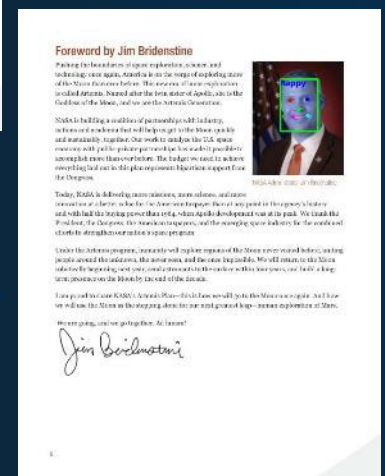 Foreword by Jim Bridenstine
Pushing the boundaries of space exploration, science, and
technology once again, America is on the verge of exploring more
of the Moon than ever before. This new era of lunar exploration
is called Artemis. Named after the twin sister of Apollo, she is the
Goddess of the Moon, and we are the Artemis Generation.
happy
NASA Administrator Jim Bridenstine
NASA is building a coalition of partnerships with industry,
nations and academia that will help us get to the Moon quickly
and sustainably, together. Our work to catalyze the U.S. space
economy with public-private partnerships has made it possible to
accomplish more than ever before. The budget we need to achieve
everything laid out in this plan represents bipartisan support from
the Congress.
Today, NASA is delivering more missions, more science, and more
innovation at a better value for the American taxpayer than at any point in the agency's history
and with half the buying power than 1964, when Apollo development was at its peak. We thank the
President, the Congress, the American taxpayers, and the emerging space industry for the combined
efforts to strengthen our nation's space program.
Under the Artemis program, humanity will explore regions of the Moon never visited before, uniting
people around the unknown, the never seen, and the once impossible. We will return to the Moon
robotically beginning next year, send astronauts to the surface within four years, and build a long-
term presence on the Moon by the end of the decade.
I am proud to share NASA's Artemis Plan—this is how we will go to the Moon once again. And how
we will use the Moon as the stepping stone for our next greatest leap—human exploration of Mars.
We are going, and we go together. Ad lunam!
Jim Bridenstine